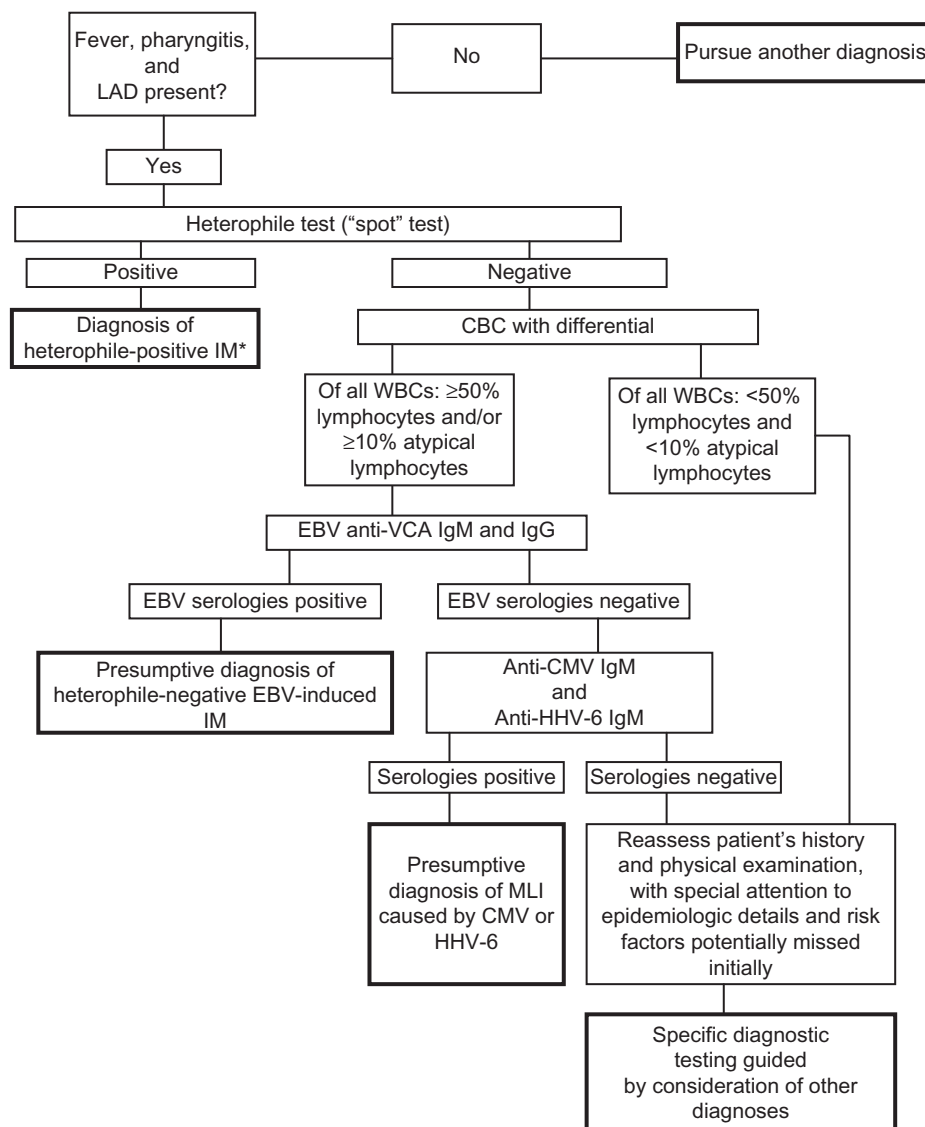 Fever, pharyngitis,
and
LAD present?
No
Pursue another diagnosis
Yes
Heterophile test (“spot” test)
Positive
Negative
Diagnosis of
heterophile-positive IM*
CBC with differential
Of all WBCs: ≥50%
lymphocytes and/or
≥10% atypical
lymphocytes
Of all WBCs: <50%
lymphocytes and
<10% atypical
lymphocytes
EBV anti-VCA IgM and IgG
EBV serologies positive
EBV serologies negative
Presumptive diagnosis of
heterophile-negative EBV-induced
IM
Anti-CMV IgM
and
Anti-HHV-6 IgM
Serologies positive
Serologies negative
Presumptive
diagnosis of MLI
caused by CMV or
HHV-6
Reassess patient’s history
and physical examination,
with special attention to
epidemiologic details and risk
factors potentially missed
initially
Specific diagnostic
testing guided
by consideration of other
diagnoses